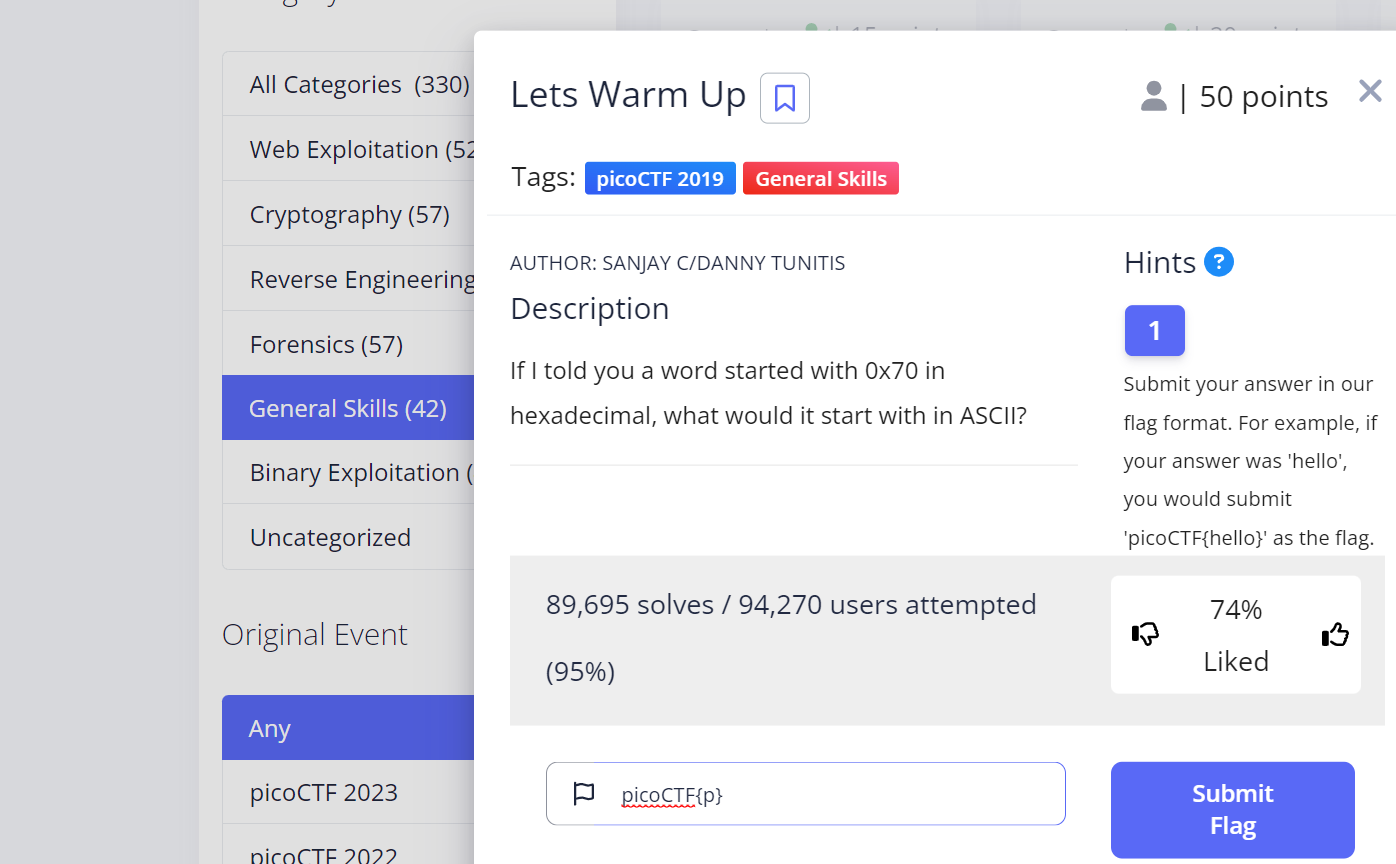 All Categories (330)
Web Exploitation (52
Cryptography (57)
Reverse Engineering
Forensics (57)
General Skills (42)
Binary Exploitation (
Uncategorized
Original Event
Any
picoCTF 2023
picoCTF 2022
Lets Warm Up
| 50 points
Tags: picoCTF 2019 General Skills
AUTHOR: SANJAY C/DANNY TUNITIS
Description
If I told you a word started with 0x70 in
hexadecimal, what would it start with in ASCII?
Hints ?
1
Submit your answer in our
flag format. For example, if
your answer was 'hello',
you would submit
'picoCTF{hello}' as the flag.
89,695 solves / 94,270 users attempted
(95%)
74%
Liked
picoCTF{p}
Submit
Flag